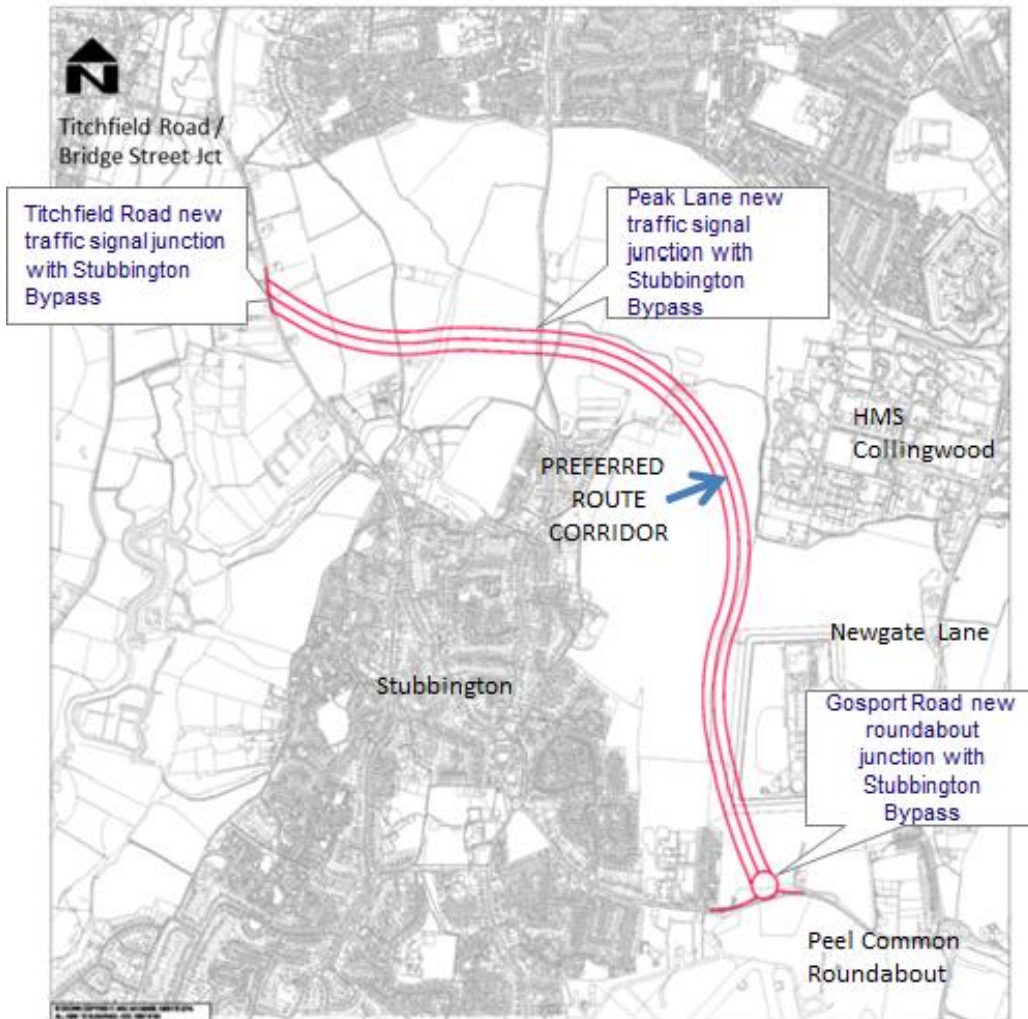 N
Titchfield Road /
Bridge Street Jct
Titchfield Road new
traffic signal junction
with Stubbington
Bypass
Peak Lane new
traffic signal
junction with
Stubbington
Bypass
HMS
Collingwood
PREFERRED
ROUTE
CORRIDOR
Newgate Lane
Stubbington
Gosport Road new
roundabout
junction with
Stubbington
Bypass
Peel Common
Roundabout